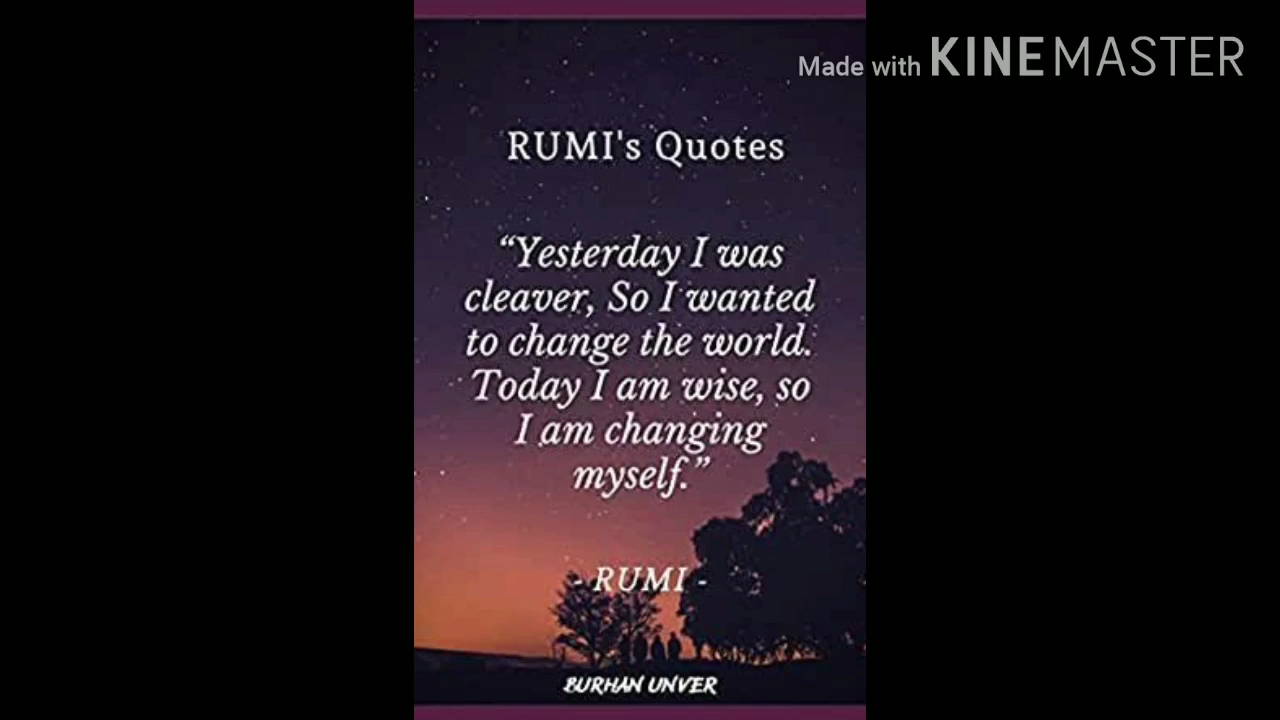 Made with KINEMASTER
RUMI's Quotes
“Yesterday I was
cleaver, So I wanted
to change the world.
Today I am wise, so
I am changing
myself.”
- RUMI -
BURHAN UNVER